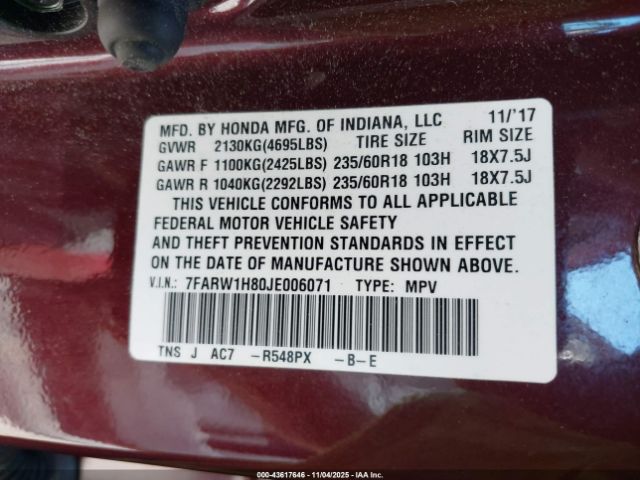 MFD. BY HONDA MFG. OF INDIANA, LLC 11/'17
GVWR 2130KG(4695LBS) TIRE SIZE RIM SIZE
GAWR F 1100KG(2425LBS) 235/60R18 103H 18X7.5J
GAWR R 1040KG(2292LBS) 235/60R18 103H 18X7.5J
THIS VEHICLE CONFORMS TO ALL APPLICABLE
FEDERAL MOTOR VEHICLE SAFETY
AND THEFT PREVENTION STANDARDS IN EFFECT
ON THE DATE OF MANUFACTURE SHOWN ABOVE.
V.I.N.: 7FARW1H80JE006071 TYPE: MPV
TNS J AC7 -R548PX -B-E
000-43617646 - 11/04/2025 - IAA Inc.